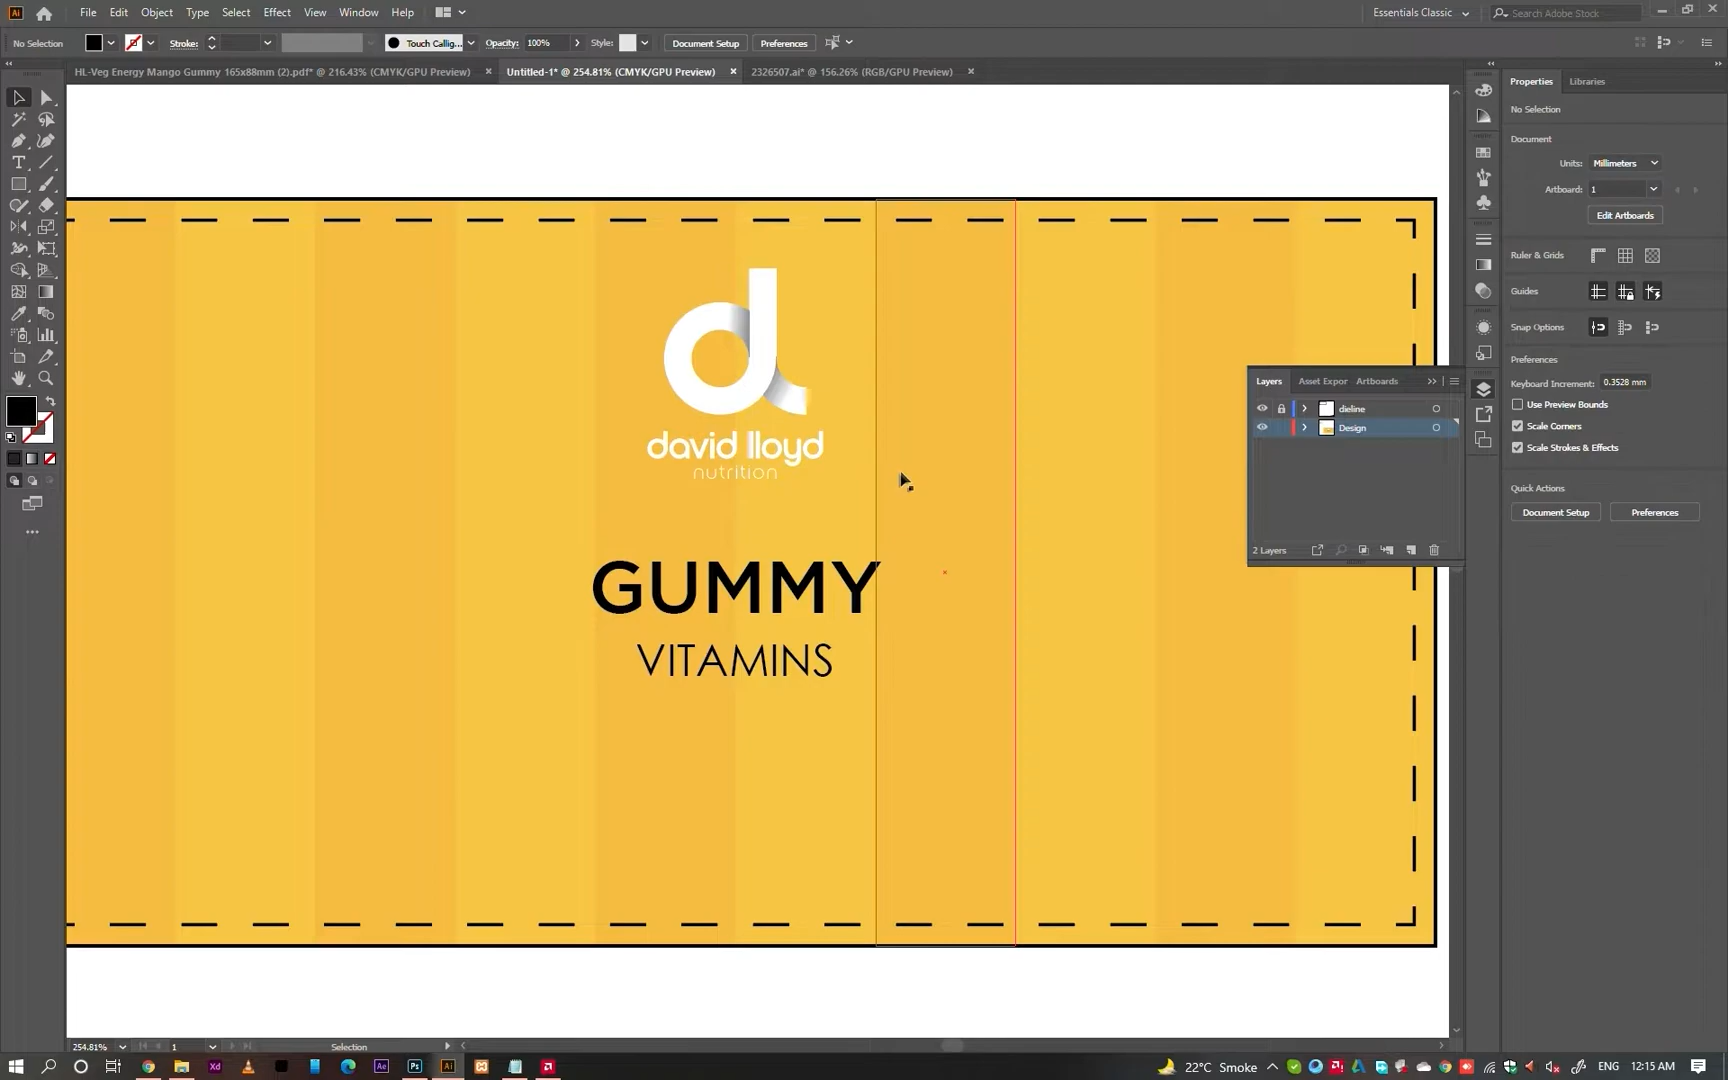 Ai File Edit Object Type Select Effect View Window Help Essentials Classic Search Adobe Stock
No Selection Stroke: Touch Callig... Opacity: 100% Style: Document Setup Preferences
HL-Veg Energy Mango Gummy 165x88mm (2).pdf* @ 216.43% (CMYK/GPU Preview) Untitled-1* @ 254.81% (CMYK/GPU Preview) 2326507.ai* @ 156.26% (RGB/GPU Preview)
Properties Libraries
No Selection
Document
Units: Millimeters
Artboard: 1
Edit Artboards
Ruler & Grids
Guides
Snap Options
Preferences
Keyboard Increment: 0.3528 mm
Use Preview Bounds
Scale Corners
Scale Strokes & Effects
Quick Actions
Document Setup Preferences
Layers Asset Expor Artboards
dieline
Design
2 Layers
david lloyd
nutrition
GUMMY
VITAMINS
254.81% 1 Selection
Xd Ae Ps Ai 22°C Smoke ENG 12:15 AM